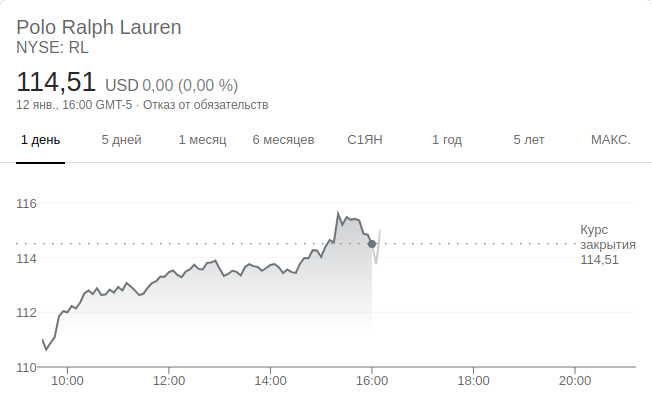 Polo Ralph Lauren
NYSE: RL
114,51 USD 0,00 (0,00 %)
12 янв., 16:00 GMT-5 · Отказ от обязательств
1 день 5 дней 1 месяц 6 месяцев С1ЯН 1 год 5 лет МАКС.
116
Курс
закрытия
114,51
114
112
110
10:00 12:00 14:00 16:00 18:00 20:00